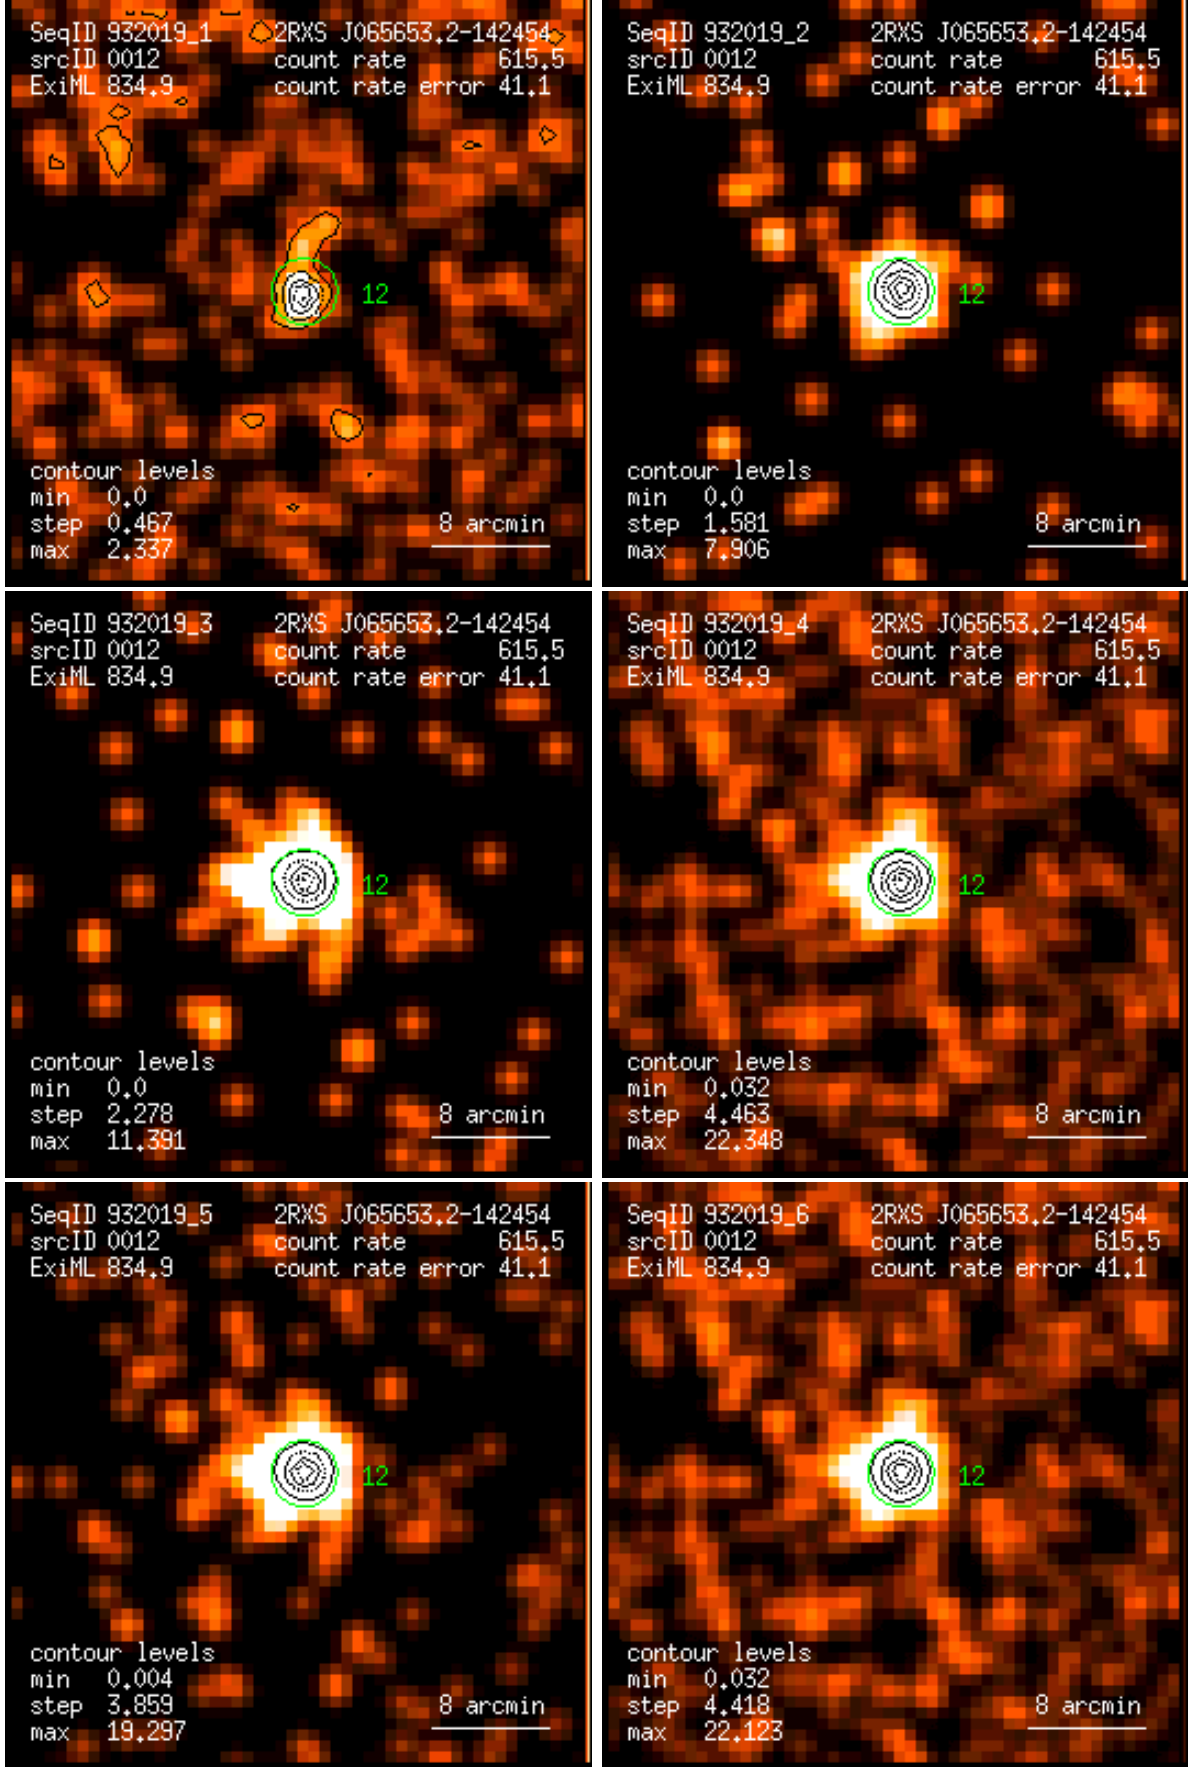 SeqID 932019_1 2RXS J065653.2-142454
srcID 0012 count rate 615.5
ExiML 834.9 count rate error 41.1
12
contour levels
min 0.0
step 0.467
max 2.337
8 arcmin
SeqID 932019_2 2RXS J065653.2-142454
srcID 0012 count rate 615.5
ExiML 834.9 count rate error 41.1
12
contour levels
min 0.0
step 1.581
max 7.906
8 arcmin
SeqID 932019_3 2RXS J065653.2-142454
srcID 0012 count rate 615.5
ExiML 834.9 count rate error 41.1
12
contour levels
min 0.0
step 2.278
max 11.391
8 arcmin
SeqID 932019_4 2RXS J065653.2-142454
srcID 0012 count rate 615.5
ExiML 834.9 count rate error 41.1
12
contour levels
min 0.032
step 4.463
max 22.348
8 arcmin
SeqID 932019_5 2RXS J065653.2-142454
srcID 0012 count rate 615.5
ExiML 834.9 count rate error 41.1
12
contour levels
min 0.004
step 3.859
max 19.297
8 arcmin
SeqID 932019_6 2RXS J065653.2-142454
srcID 0012 count rate 615.5
ExiML 834.9 count rate error 41.1
12
contour levels
min 0.032
step 4.418
max 22.123
8 arcmin